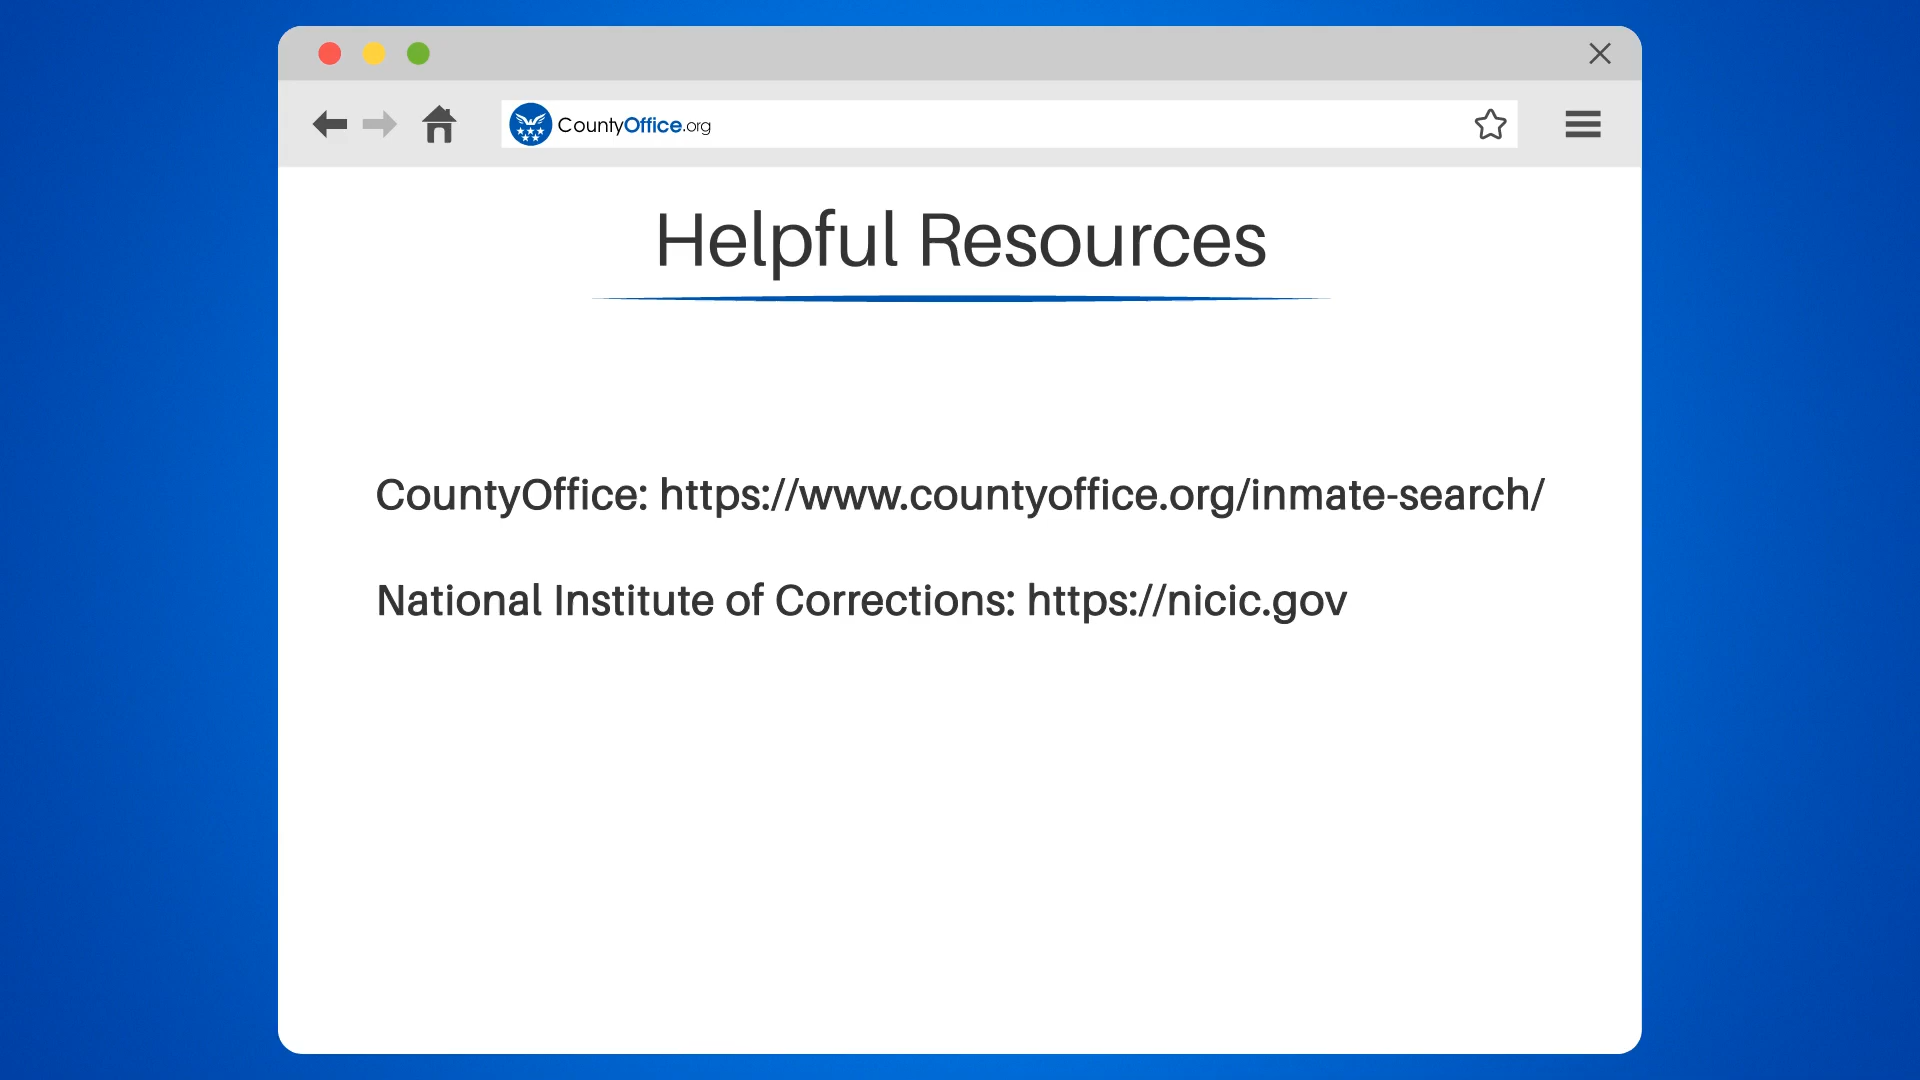 CountyOffice.org
Helpful Resources
CountyOffice: https://www.countyoffice.org/inmate-search/
National Institute of Corrections: https://nicic.gov